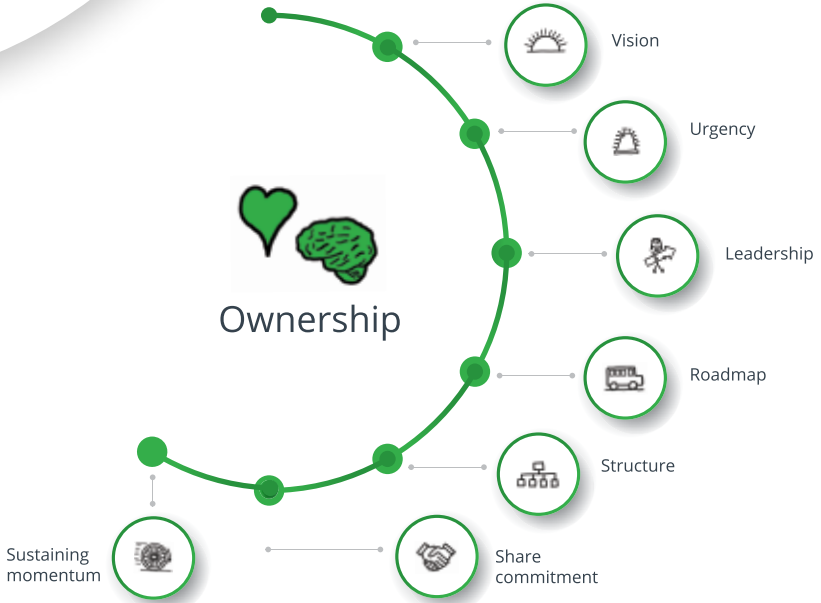 Vision
Urgency
Leadership
Ownership
Roadmap
Structure
Share
commitment
Sustaining
momentum